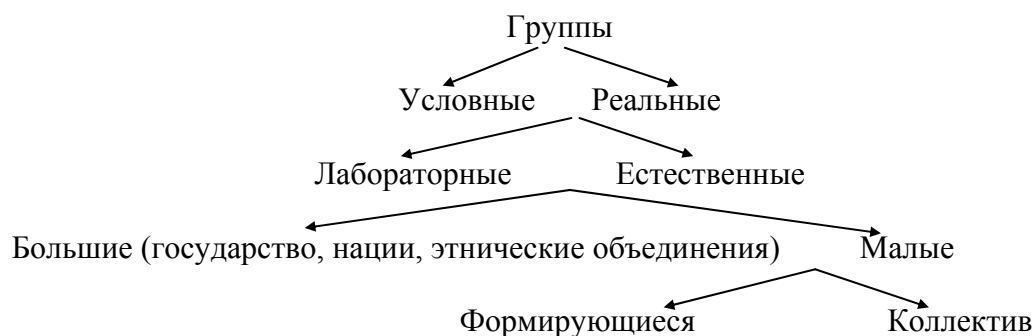 Группы
Условные Реальные
Лабораторные Естественные
Большие (государство, нации, этнические объединения) Малые
Формирующиеся Коллектив